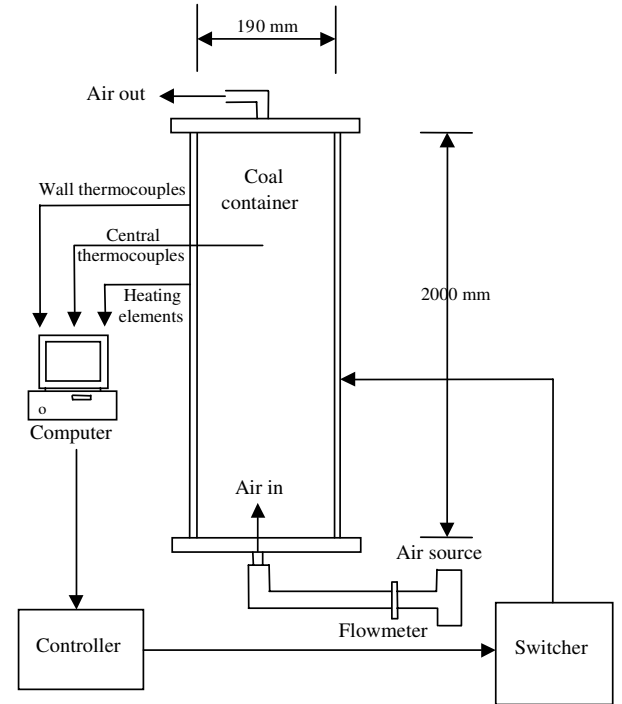 190 mm
Air out
Coal
container
Wall thermocouples
Central
thermocouples
Heating
elements
2000 mm
o
Computer
Air in
Air source
Flowmeter
Controller
Switcher